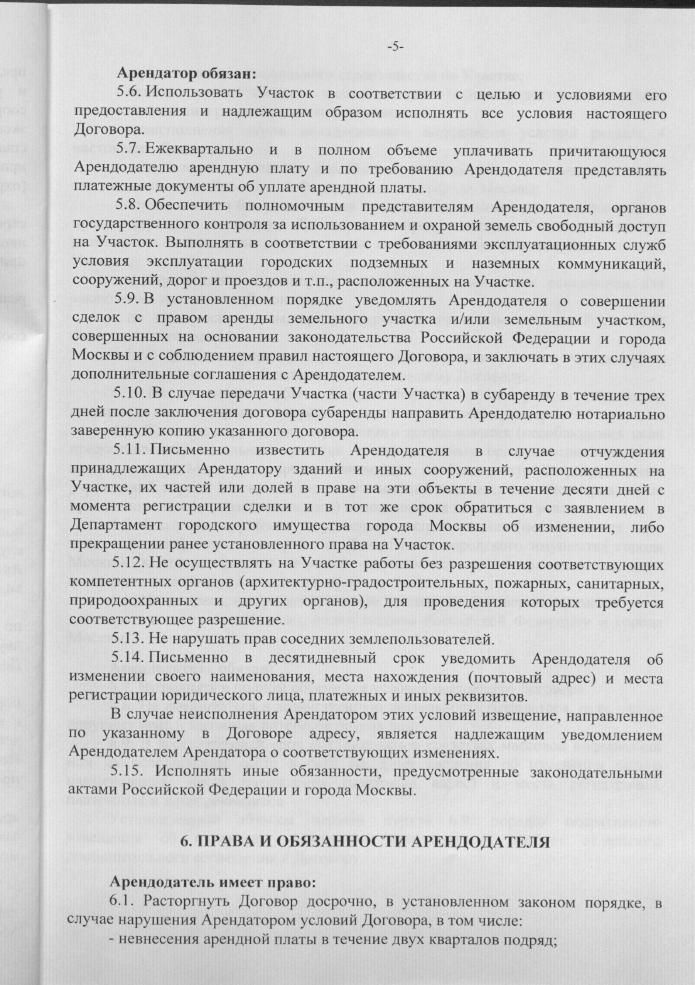 -5-
Арендатор обязан:
5.6. Использовать Участок в соответствии с целью и условиями его
предоставления и надлежащим образом исполнять все условия настоящего
Договора.
5.7. Ежеквартально и в полном объеме уплачивать причитающуюся
Арендодателю арендную плату и по требованию Арендодателя представлять
платежные документы об уплате арендной платы.
5.8. Обеспечить полномочным представителям Арендодателя, органов
государственного контроля за использованием и охраной земель свободный доступ
на Участок. Выполнять в соответствии с требованиями эксплуатационных служб
условия эксплуатации городских подземных и наземных коммуникаций,
сооружений, дорог и проездов и т.п., расположенных на Участке.
5.9. В установленном порядке уведомлять Арендодателя о совершении
сделок с правом аренды земельного участка и/или земельным участком,
совершенных на основании законодательства Российской Федерации и города
Москвы и с соблюдением правил настоящего Договора, и заключать в этих случаях
дополнительные соглашения с Арендодателем.
5.10. В случае передачи Участка (части Участка) в субаренду в течение трех
дней после заключения договора субаренды направить Арендодателю нотариально
заверенную копию указанного договора.
5.11. Письменно известить Арендодателя в случае отчуждения
принадлежащих Арендатору зданий и иных сооружений, расположенных на
Участке, их частей или долей в праве на эти объекты в течение десяти дней с
момента регистрации сделки и в тот же срок обратиться с заявлением в
Департамент городского имущества города Москвы об изменении, либо
прекращении ранее установленного права на Участок.
5.12. Не осуществлять на Участке работы без разрешения соответствующих
компетентных органов (архитектурно-градостроительных, пожарных, санитарных,
природоохранных и других органов), для проведения которых требуется
соответствующее разрешение.
5.13. Не нарушать прав соседних землепользователей.
5.14. Письменно в десятидневный срок уведомить Арендодателя об
изменении своего наименования, места нахождения (почтовый адрес) и места
регистрации юридического лица, платежных и иных реквизитов.
В случае неисполнения Арендатором этих условий извещение, направленное
по указанному в Договоре адресу, является надлежащим уведомлением
Арендодателем Арендатора о соответствующих изменениях.
5.15. Исполнять иные обязанности, предусмотренные законодательными
актами Российской Федерации и города Москвы.
6. ПРАВА И ОБЯЗАННОСТИ АРЕНДОДАТЕЛЯ
Арендодатель имеет право:
6.1. Расторгнуть Договор досрочно, в установленном законом порядке, в
случае нарушения Арендатором условий Договора, в том числе:
- невнесения арендной платы в течение двух кварталов подряд;